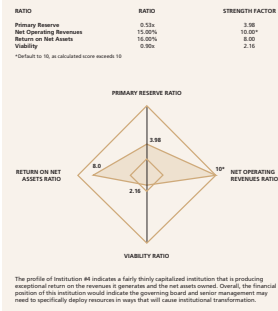 RATIO RATIO STRENGTH FACTOR
Primary Reserve 0.53x 3.98
Net Operating Revenues 15.00% 10.00*
Return on Net Assets 16.00% 8.00
Viability 0.90x 2.16
*Default to 10, as calculated score exceeds 10
PRIMARY RESERVE RATIO
3.98
RETURN ON NET
ASSETS RATIO
8.0
10*
NET OPERATING
REVENUES RATIO
2.16
VIABILITY RATIO
The profile of Institution #4 indicates a fairly thinly capitalized institution that is producing
exceptional return on the revenues it generates and the net assets owned. Overall, the financial
position of this institution would indicate the governing board and senior management may
need to specifically deploy resources in ways that will cause institutional transformation.